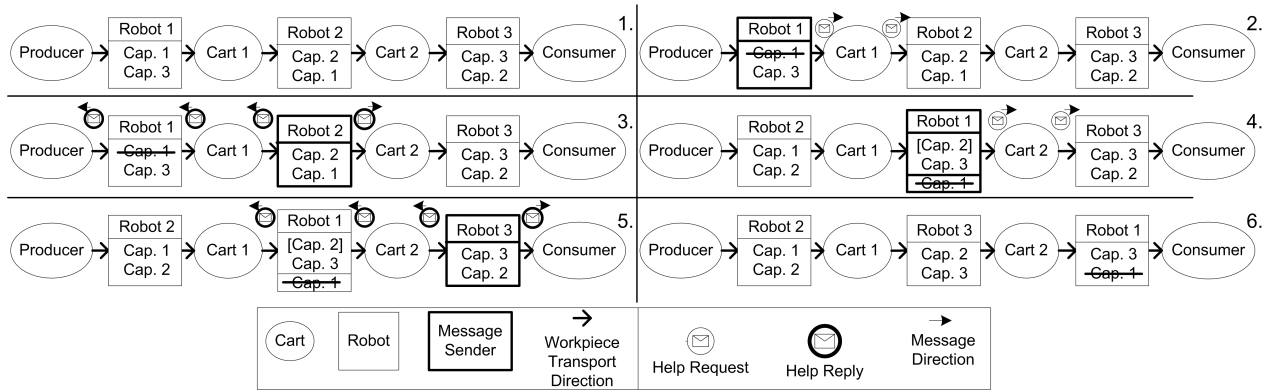 1.
Producer
Robot 1
Cap. 1
Cap. 3
Cart 1
Robot 2
Cap. 2
Cap. 1
Cart 2
Robot 3
Cap. 3
Cap. 2
Consumer
2.
Producer
Robot 1
Cap. 1
Cap. 3
Cart 1
Robot 2
Cap. 2
Cap. 1
Cart 2
Robot 3
Cap. 3
Cap. 2
Consumer
3.
Producer
Robot 1
Cap. 1
Cap. 3
Cart 1
Robot 2
Cap. 2
Cap. 1
Cart 2
Robot 3
Cap. 3
Cap. 2
Consumer
4.
Producer
Robot 2
Cap. 1
Cap. 2
Cart 1
Robot 1
[Cap. 2]
Cap. 3
Cap. 1
Cart 2
Robot 3
Cap. 3
Cap. 2
Consumer
5.
Producer
Robot 2
Cap. 1
Cap. 2
Cart 1
Robot 1
[Cap. 2]
Cap. 3
Cap. 1
Cart 2
Robot 3
Cap. 3
Cap. 2
Consumer
6.
Producer
Robot 2
Cap. 1
Cap. 2
Cart 1
Robot 3
Cap. 2
Cap. 3
Cart 2
Robot 1
Cap. 3
Cap. 1
Consumer
Cart
Robot
Message
Sender
Workpiece
Transport
Direction
Help Request
Help Reply
Message
Direction